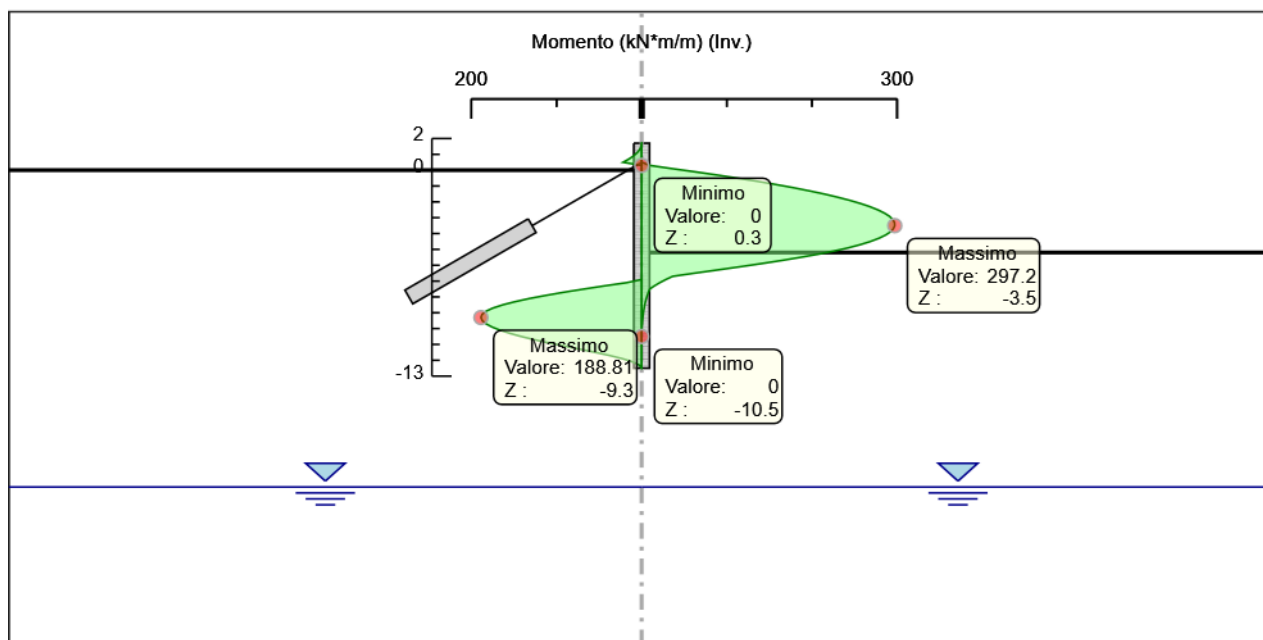 Momento (kN*m/m) (Inv.)
200
300
2
0
Minimo
Valore: 0
Z : 0.3
Massimo
Valore: 297.2
Z : -3.5
Massimo
Valore: 188.81
Z : -9.3
Minimo
Valore: 0
Z : -10.5
-13